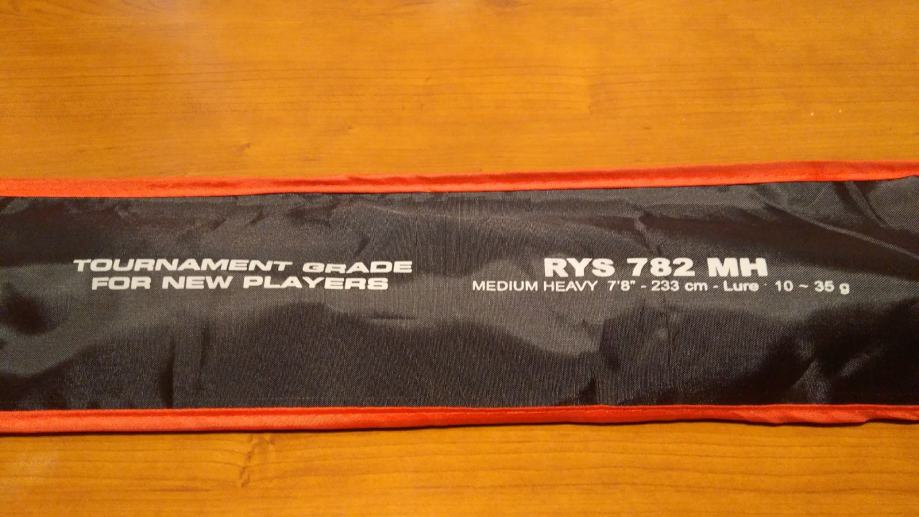 TOURNAMENT GRADE
FOR NEW PLAYERS
RYS 782 MH
MEDIUM HEAVY 7'8" - 233 cm - Lure : 10 ~ 35 g